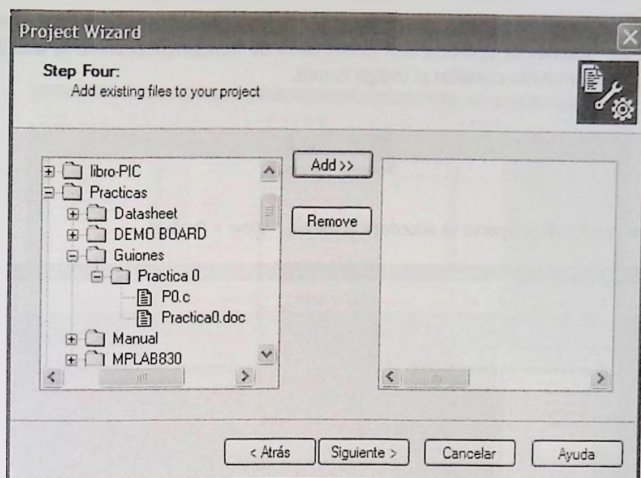 Project Wizard
Step Four:
Add existing files to your project
libro-PIC
Practicas
Datasheet
DEMO BOARD
Guiones
Practica 0
P0.c
Practica0.doc
Manual
MPLAB830
Add >>
Remove
< Atrás
Siguiente >
Cancelar
Ayuda